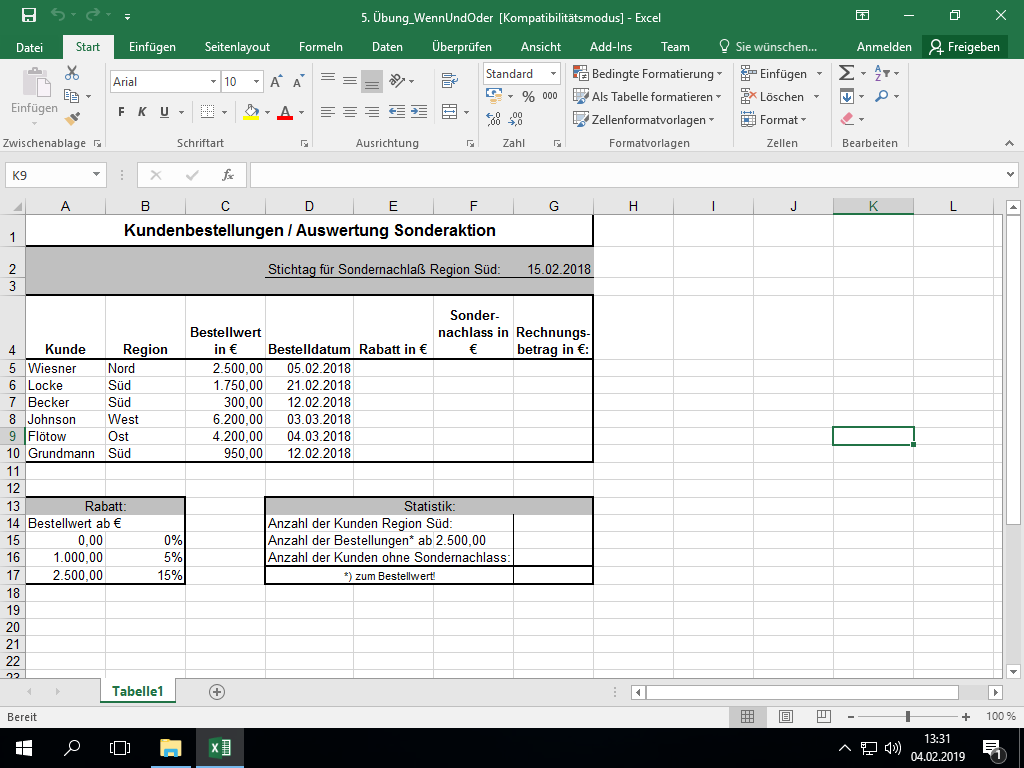 5. Übung_WennUndOder [Kompatibilitätsmodus] - Excel
Datei Start Einfügen Seitenlayout Formeln Daten Überprüfen Ansicht Add-Ins Team Sie wünschen... Anmelden Freigeben
Einfügen
Arial 10
F K U A
Standard
% 000
Bedingte Formatierung
Als Tabelle formatieren
Zellenformatvorlagen
Einfügen
Löschen
Format
Zwischenablage Schriftart Ausrichtung Zahl Formatvorlagen Zellen Bearbeiten
K9 fx
A B C D E F G H I J K L
1 Kundenbestellungen / Auswertung Sonderaktion
2 Stichtag für Sondernachlaß Region Süd: 15.02.2018
3
4 Kunde Region Bestellwert in € Bestelldatum Rabatt in € Sonder-nachlass in € Rechnungs-betrag in €:
5 Wiesner Nord 2.500,00 05.02.2018
6 Locke Süd 1.750,00 21.02.2018
7 Becker Süd 300,00 12.02.2018
8 Johnson West 6.200,00 03.03.2018
9 Flötow Ost 4.200,00 04.03.2018
10 Grundmann Süd 950,00 12.02.2018
11
12
13 Rabatt: Statistik:
14 Bestellwert ab € Anzahl der Kunden Region Süd:
15 0,00 0% Anzahl der Bestellungen* ab 2.500,00
16 1.000,00 5% Anzahl der Kunden ohne Sondernachlass:
17 2.500,00 15% *) zum Bestellwert!
18
19
20
21
22
23
Tabelle1
Bereit 100 %
13:31
04.02.2019
1